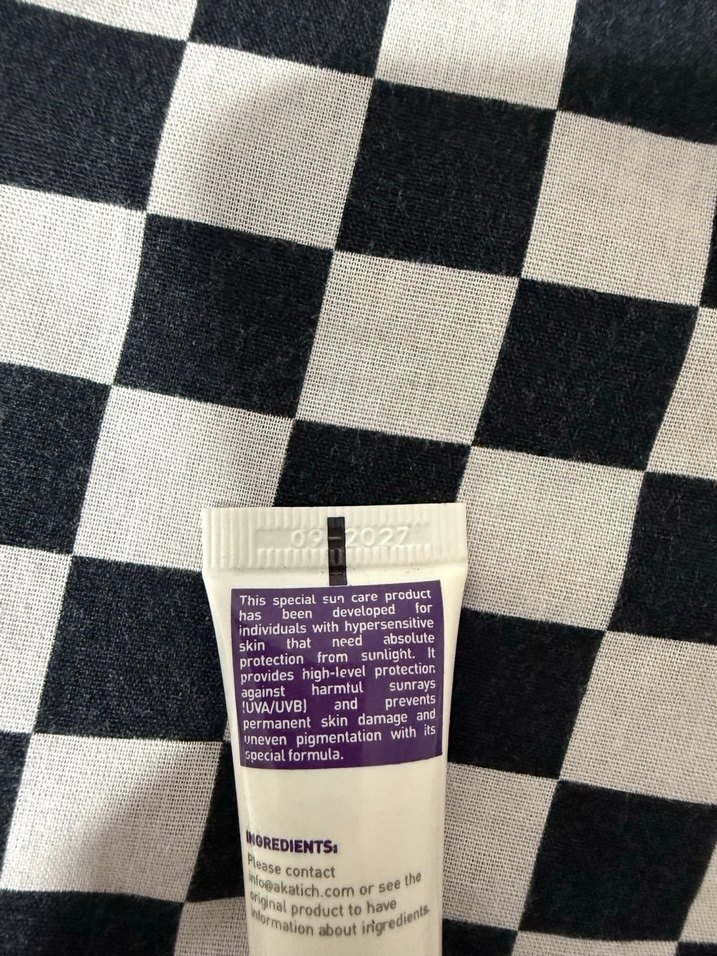 09 2027
This special sun care product
has been developed for
individuals with hypersensitive
skin that need absolute
protection from sunlight. It
provides high-level protection
against harmful sunrays
(UVA/UVB) and prevents
permanent skin damage and
uneven pigmentation with its
special formula.
INGREDIENTS:
Please contact
info@akatich.com or see the
original product to have
information about ingredients.